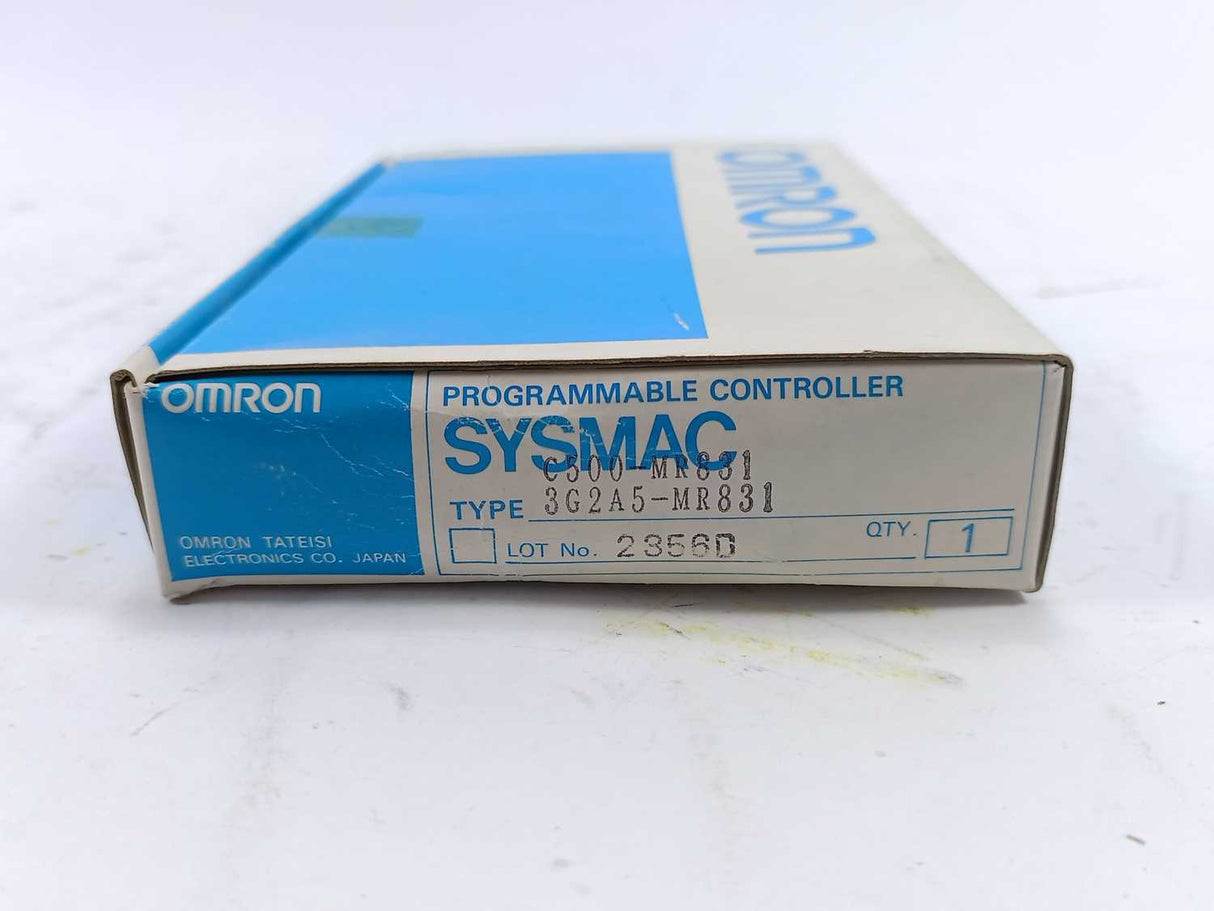 OMRON
OMRON
PROGRAMMABLE CONTROLLER
SYSMAC
C500-MR831
TYPE 3G2A5-MR831
LOT No. 2356D
QTY. 1
OMRON TATEISI
ELECTRONICS CO. JAPAN